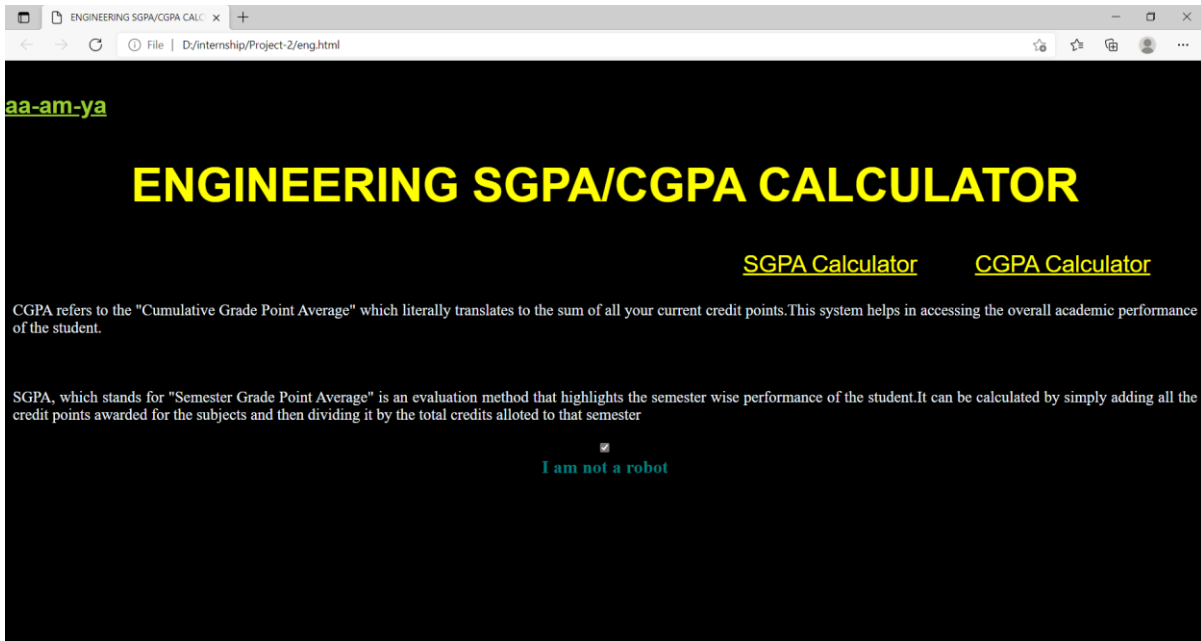 ENGINEERING SGPA/CGPA CALC
File | D:/internship/Project-2/eng.html
aa-am-ya
ENGINEERING SGPA/CGPA CALCULATOR
SGPA Calculator CGPA Calculator
CGPA refers to the "Cumulative Grade Point Average" which literally translates to the sum of all your current credit points.This system helps in accessing the overall academic performance
of the student.
SGPA, which stands for "Semester Grade Point Average" is an evaluation method that highlights the semester wise performance of the student.It can be calculated by simply adding all the
credit points awarded for the subjects and then dividing it by the total credits alloted to that semester
I am not a robot